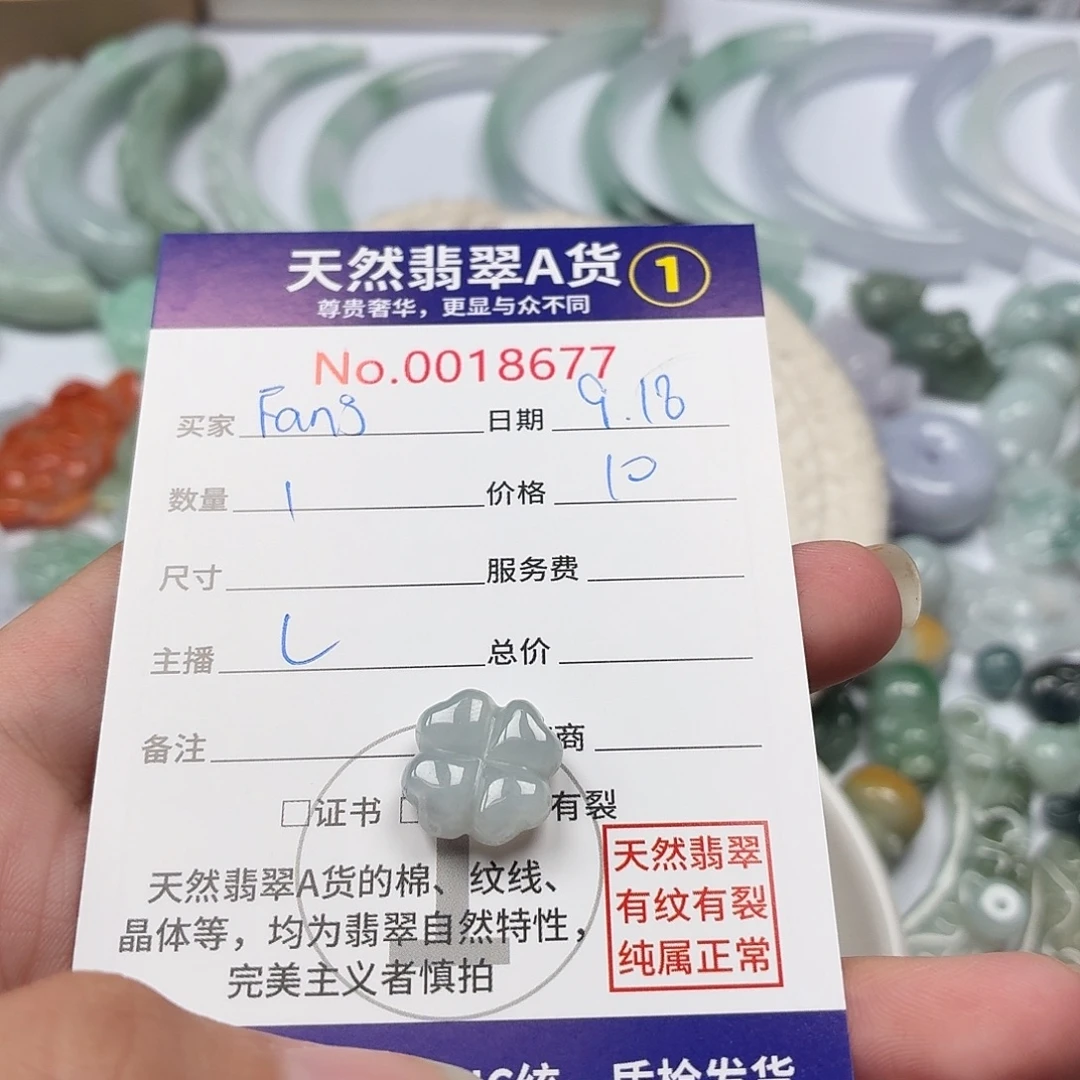 天然翡翠A货 1
尊贵奢华，更显与众不同
No.0018677
买家 Fang 日期 9.18
数量 1 价格 10
尺寸 服务费
主播 L 总价
备注 商
□证书 □ 有裂
天然翡翠A货的棉、纹线、
晶体等，均为翡翠自然特性，
完美主义者慎拍
天然翡翠
有纹有裂
纯属正常
质检发货